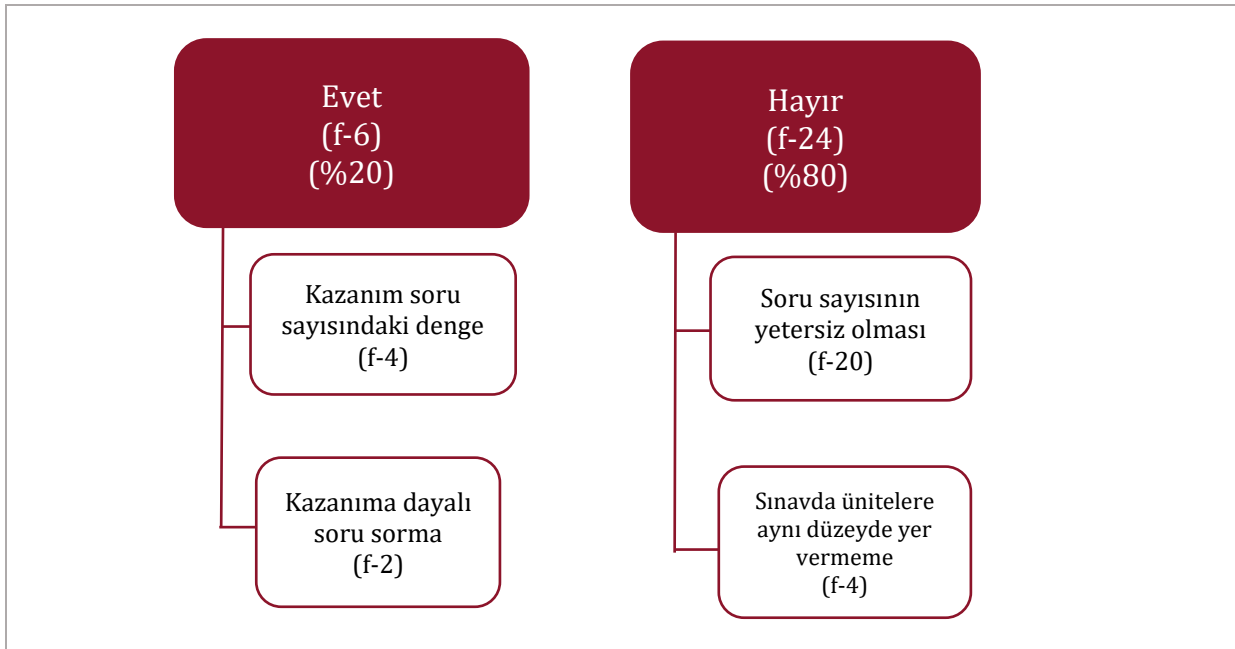 Evet
(f-6)
(%20)
Kazanım soru
sayısındaki denge
(f-4)
Kazanıma dayalı
soru sorma
(f-2)
Hayır
(f-24)
(%80)
Soru sayısının
yetersiz olması
(f-20)
Sınavda ünitelere
aynı düzeyde yer
vermeme
(f-4)